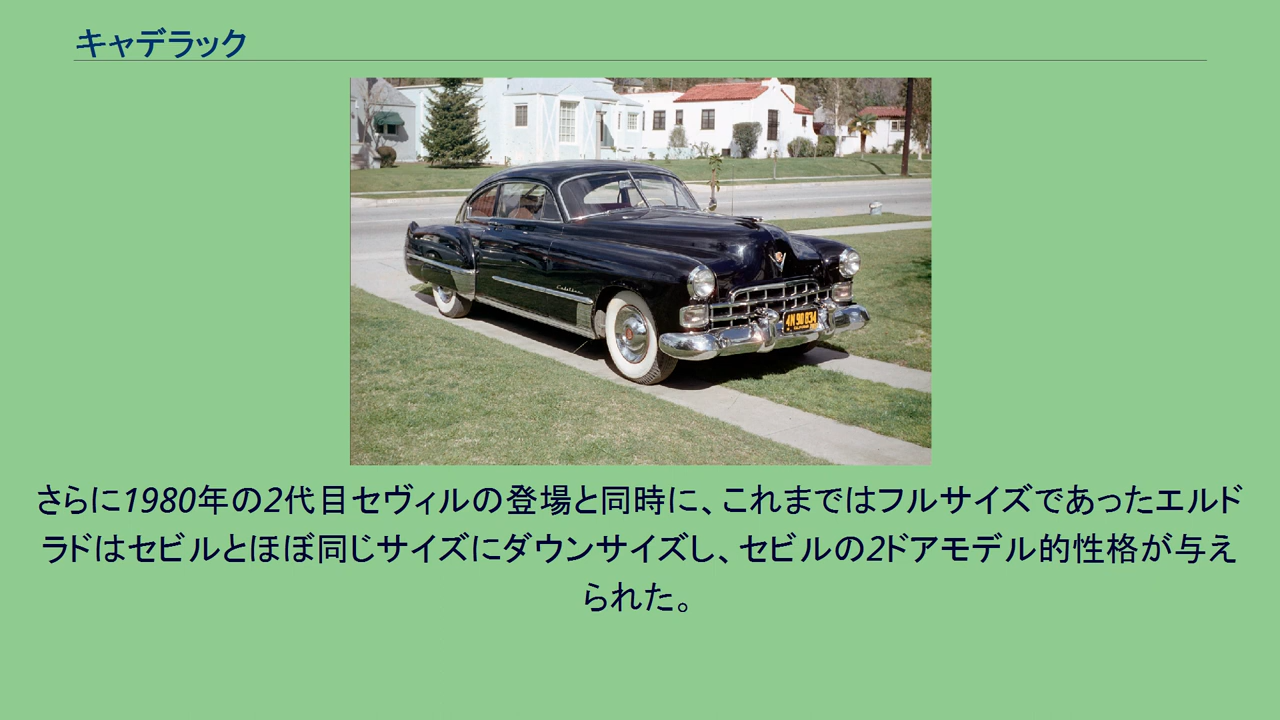 キャデラック
4N 90 834
さらに1980年の2代目セヴィルの登場と同時に、これまではフルサイズであったエルド
ラドはセビルとほぼ同じサイズにダウンサイズし、セビルの2ドアモデル的性格が与え
られた。